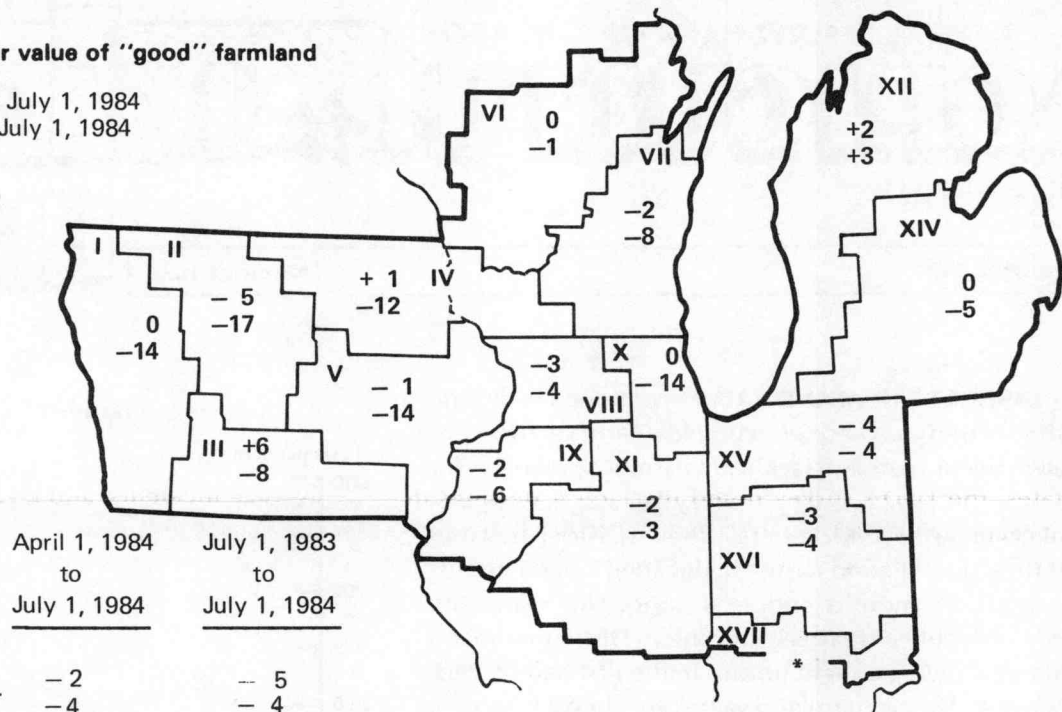 r value of "good" farmland
July 1, 1984
July 1, 1984
XII
+2
+3
VI
0
−1
VII
−2
−8
XIV
0
−5
I
II
+ 1
−12
IV
− 5
−17
0
−14
V
− 1
−14
−3
−4
VIII
X
0
− 14
III
+6
−8
− 2
− 6
IX
XI
−2
−3
XV
− 4
− 4
−3
−4
XVI
XVII
*
April 1, 1984 July 1, 1983
to to
July 1, 1984 July 1, 1984
− 2 − 5
− 4 − 4